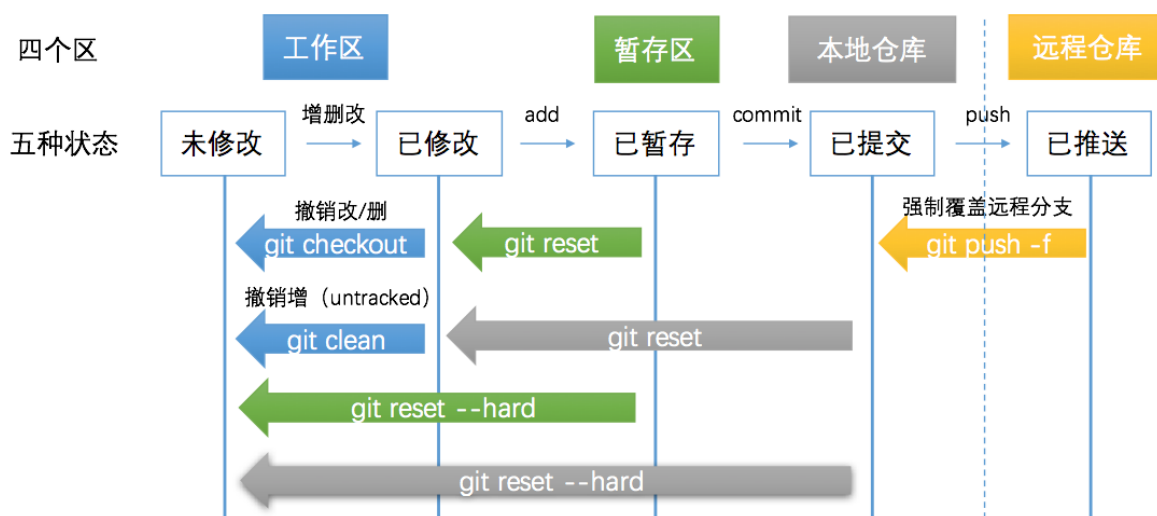 四个区
工作区
暂存区
本地仓库
远程仓库
增删改
add
commit
push
五种状态
未修改
已修改
已暂存
已提交
已推送
撤销改/删
强制覆盖远程分支
git checkout
git reset
git push -f
撤销增（untracked）
git clean
git reset
git reset --hard
git reset --hard